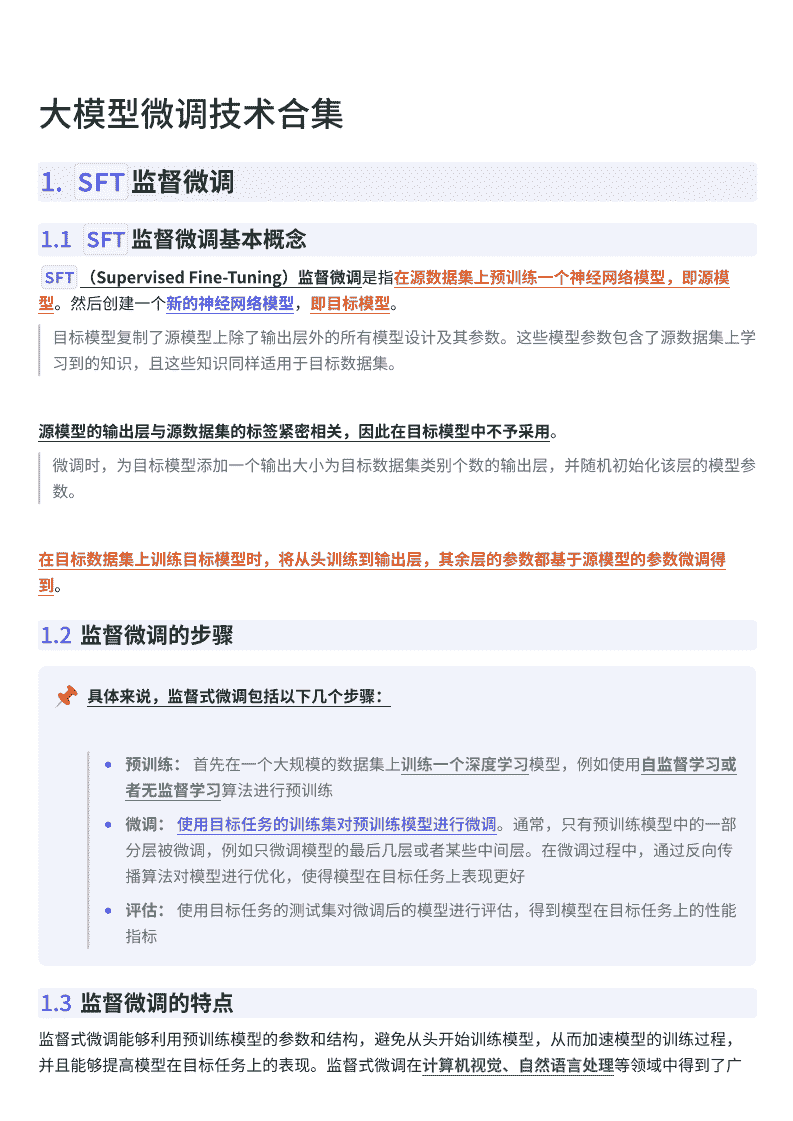 大模型微调技术合集
1. SFT 监督微调
1.1 SFT 监督微调基本概念
SFT（Supervised Fine-Tuning）监督微调是指在源数据集上预训练一个神经网络模型，即源模
型。然后创建一个新的神经网络模型，即目标模型。
目标模型复制了源模型上除了输出层外的所有模型设计及其参数。这些模型参数包含了源数据集上学
习到的知识，且这些知识同样适用于目标数据集。
源模型的输出层与源数据集的标签紧密相关，因此在目标模型中不予采用。
微调时，为目标模型添加一个输出大小为目标数据集类别个数的输出层，并随机初始化该层的模型参
数。
在目标数据集上训练目标模型时，将从头训练到输出层，其余层的参数都基于源模型的参数微调得
到。
1.2 监督微调的步骤
具体来说，监督式微调包括以下几个步骤：
• 预训练： 首先在一个大规模的数据集上训练一个深度学习模型，例如使用自监督学习或
者无监督学习算法进行预训练
• 微调： 使用目标任务的训练集对预训练模型进行微调。通常，只有预训练模型中的一部
分层被微调，例如只微调模型的最后几层或者某些中间层。在微调过程中，通过反向传
播算法对模型进行优化，使得模型在目标任务上表现更好
• 评估： 使用目标任务的测试集对微调后的模型进行评估，得到模型在目标任务上的性能
指标
1.3 监督微调的特点
监督式微调能够利用预训练模型的参数和结构，避免从头开始训练模型，从而加速模型的训练过程，
并且能够提高模型在目标任务上的表现。监督式微调在计算机视觉、自然语言处理等领域中得到了广